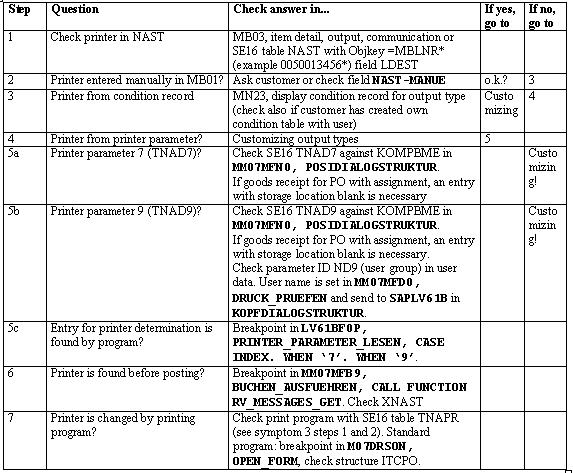 Step Question Check answer in... If yes, If no,
go to go to
1 Check printer in NAST MB03, item detail, output, communication or
SE16 table NAST with Objkey =MBLNR*
(example 0050013456*) field LDEST
2 Printer entered manually in MB01? Ask customer or check field NAST-MANUE o.k.? 3
3 Printer from condition record MN23, display condition record for output type Custo 4
(check also if customer has created own mizing
condition table with user)
4 Printer from printer parameter? Customizing output types 5
5a Printer parameter 7 (TNAD7)? Check SE16 TNAD7 against KOMPBME in Custo
MM07MFN0, POSIDIALOGSTRUKTUR. mizin
If goods receipt for PO with assignment, an entry g!
with storage location blank is necessary
5b Printer parameter 9 (TNAD9)? Check SE16 TNAD9 against KOMPBME in Custo
MM07MFN0, POSIDIALOGSTRUKTUR. mizin
If goods receipt for PO with assignment, an entry g!
with storage location blank is necessary.
Check parameter ID ND9 (user group) in user
data. User name is set in MM07MFD0,
DRUCK_PRUEFEN and send to SAPLV61B in
KOPFDIALOGSTRUKTUR.
5c Entry for printer determination is Breakpoint in LV61BF0P,
found by program? PRINTER_PARAMETER_LESEN, CASE
INDEX. WHEN '7'. WHEN '9'.
6 Printer is found before posting? Breakpoint in MM07MFB9,
BUCHEN_AUSFUEHREN, CALL FUNCTION
RV_MESSAGES_GET. Check XNAST
7 Printer is changed by printing Check print program with SE16 table TNAPR
program? (see symptom 3 steps 1 and 2). Standard
program: breakpoint in M07DRSON,
OPEN_FORM, check structure ITCPO.